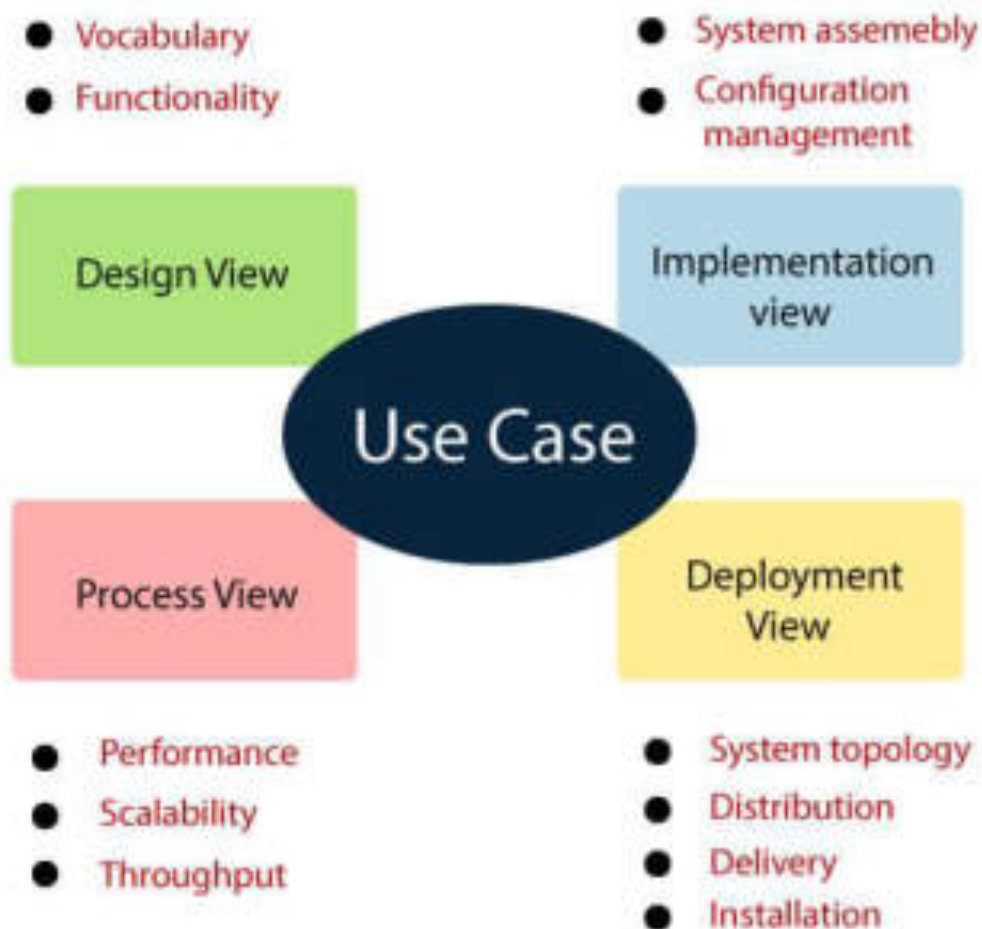 Vocabulary
Functionality
System assemebly
Configuration
management
Design View
Implementation
view
Use Case
Process View
Deployment
View
Performance
Scalability
Throughput
System topology
Distribution
Delivery
Installation